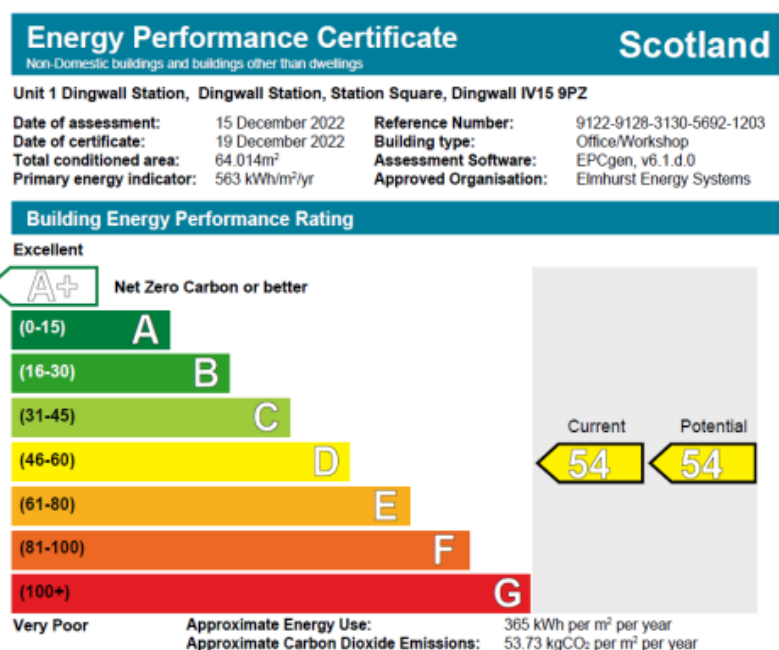 Energy Performance Certificate
Scotland
Non-Domestic buildings and buildings other than dwellings
Unit 1 Dingwall Station, Dingwall Station, Station Square, Dingwall IV15 9PZ
Date of assessment: 15 December 2022 Reference Number: 9122-9128-3130-5692-1203
Date of certificate: 19 December 2022 Building type: Office/Workshop
Total conditioned area: 64.014m² Assessment Software: EPCgen, v6.1.d.0
Primary energy indicator: 563 kWh/m²/yr Approved Organisation: Elmhurst Energy Systems
Building Energy Performance Rating
Excellent
A+ Net Zero Carbon or better
(0-15) A
(16-30) B
(31-45) C
Current Potential
(46-60) D 54 54
(61-80) E
(81-100) F
(100+) G
Very Poor Approximate Energy Use: 365 kWh per m² per year
Approximate Carbon Dioxide Emissions: 53.73 kgCO₂ per m² per year